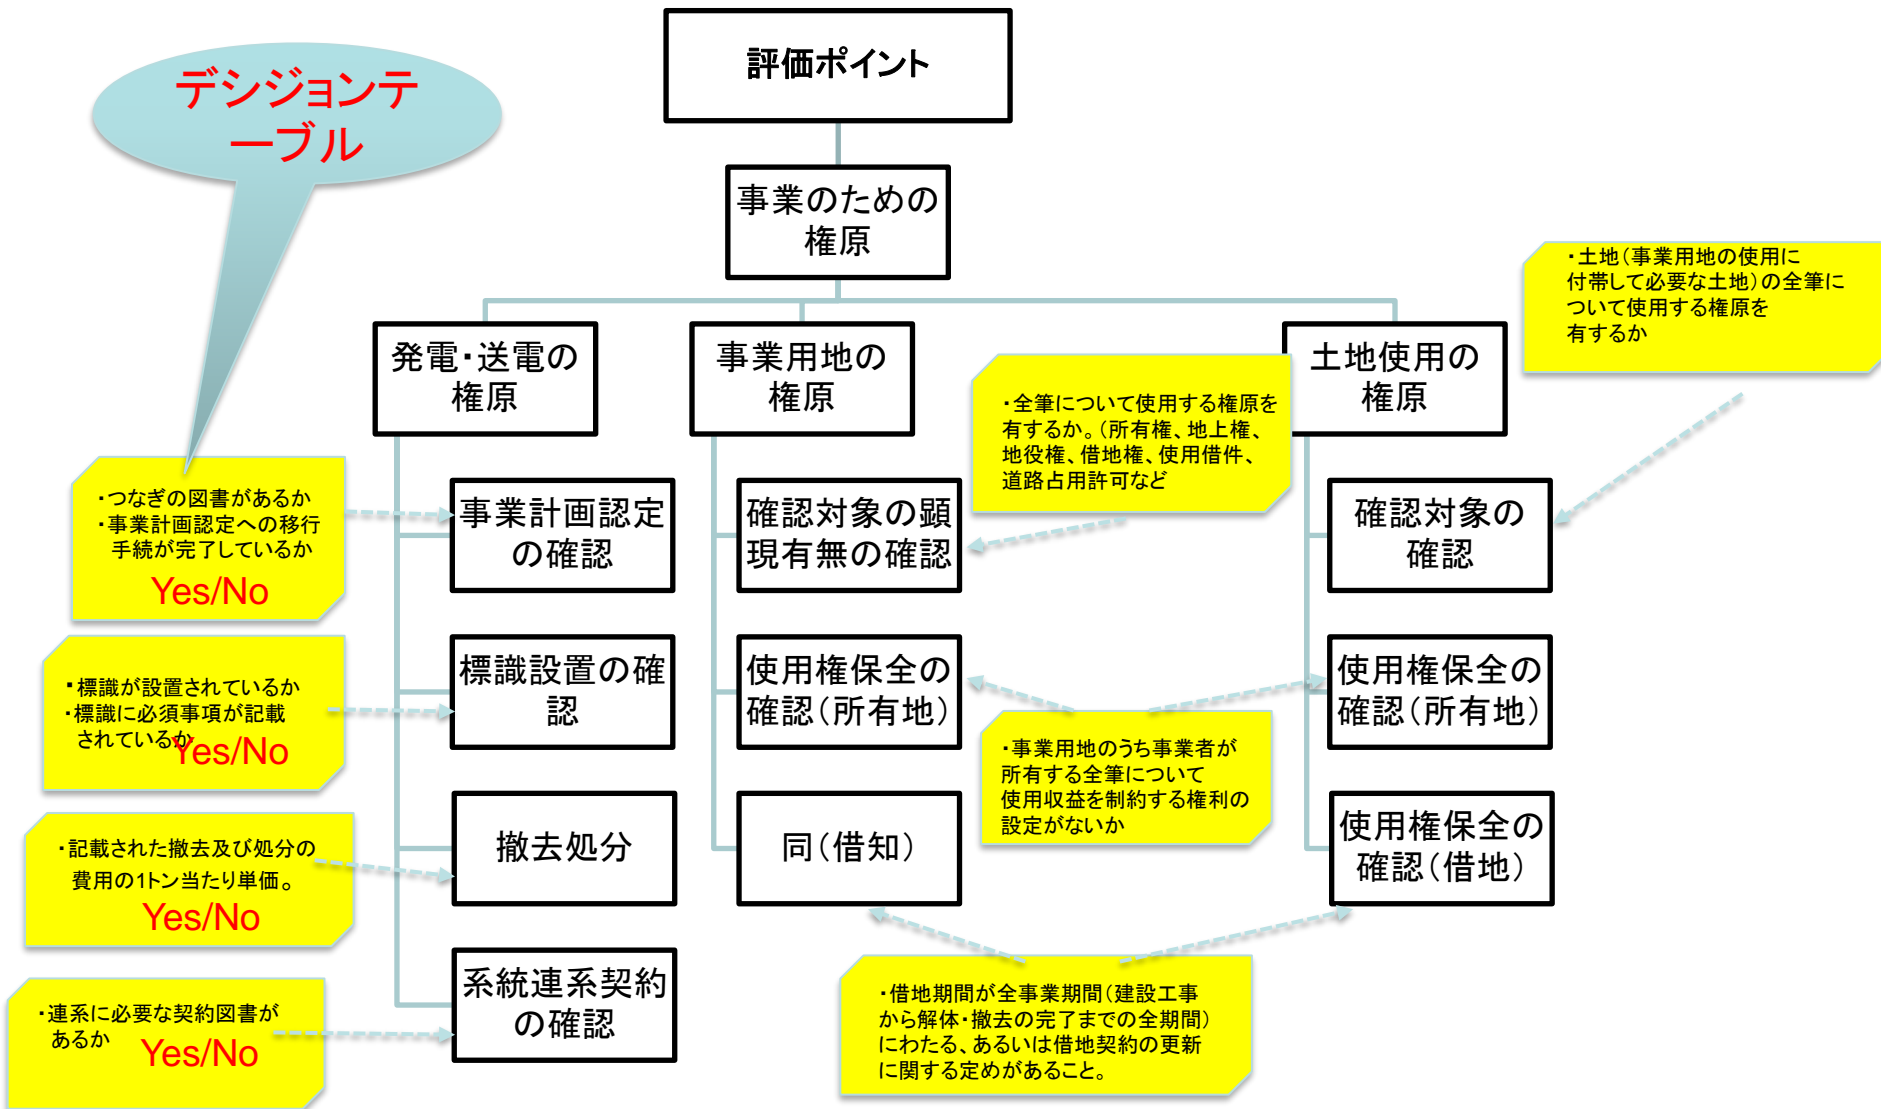 評価ポイント
デシジョンテ
ーブル
事業のための
権原
・土地（事業用地の使用に
付帯して必要な土地）の全筆に
ついて使用する権原を
有するか
発電・送電の
権原
事業用地の
権原
土地使用の
権原
・全筆について使用する権原を
有するか。（所有権、地上権、
地役権、借地権、使用借件、
道路占用許可など
・つなぎの図書があるか
・事業計画認定への移行
手続が完了しているか
Yes/No
事業計画認定
の確認
確認対象の顕
現有無の確認
確認対象の
確認
・標識が設置されているか
・標識に必須事項が記載
されているか
Yes/No
標識設置の確
認
使用権保全の
確認（所有地）
使用権保全の
確認（所有地）
・事業用地のうち事業者が
所有する全筆について
使用収益を制約する権利の
設定がないか
・記載された撤去及び処分の
費用の1トン当たり単価。
Yes/No
撤去処分
同（借知）
使用権保全の
確認（借地）
・連系に必要な契約図書が
あるか
Yes/No
系統連系契約
の確認
・借地期間が全事業期間（建設工事
から解体・撤去の完了までの全期間）
にわたる、あるいは借地契約の更新
に関する定めがあること。